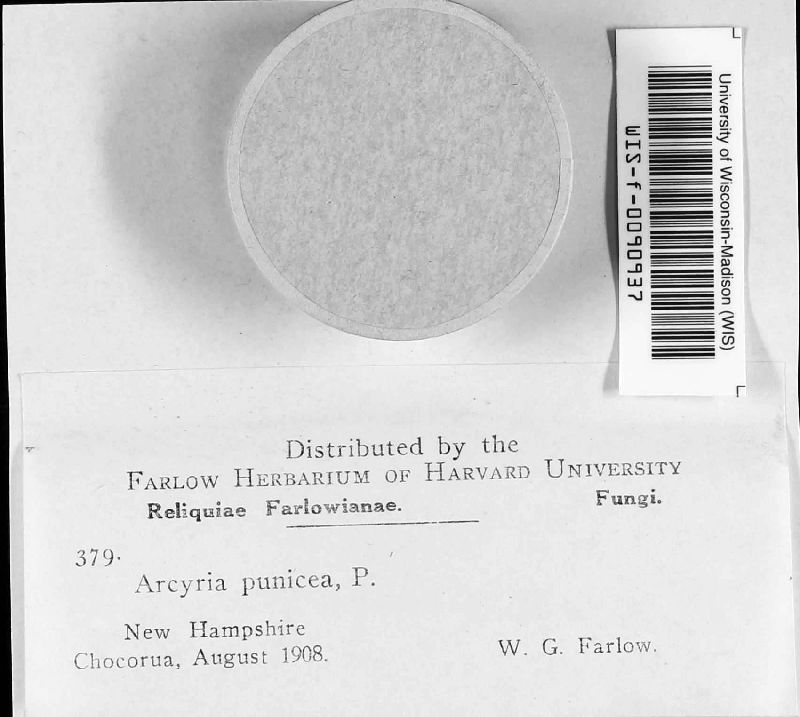 University of Wisconsin-Madison (WIS)
WIS-f-0090937
Distributed by the
FARLOW HERBARIUM OF HARVARD UNIVERSITY
Reliquiae Farlowianae. Fungi.
379.
Arcyria punicea, P.
New Hampshire
Chocorua, August 1908. W. G. Farlow.